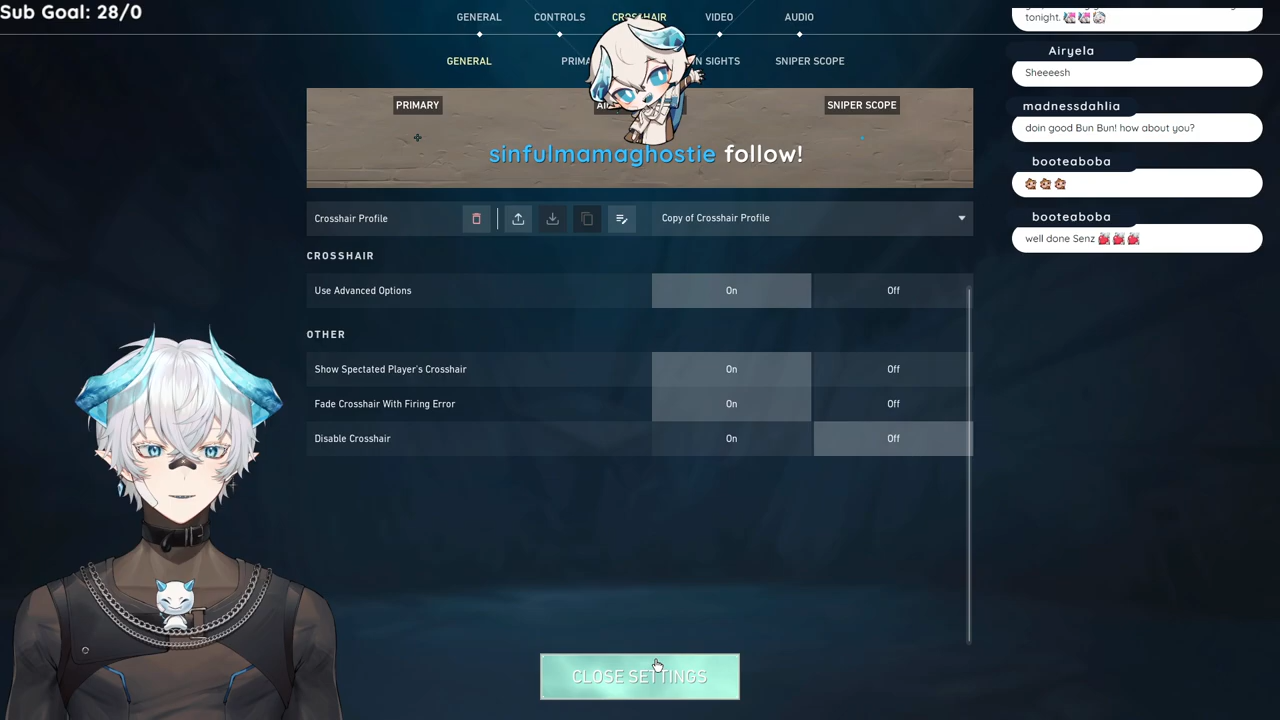 Sub Goal: 28/0
GENERAL CONTROLS CROSSHAIR VIDEO AUDIO
GENERAL SIGHTS SNIPER SCOPE
PRIMARY SNIPER SCOPE
sinfulmamaghostie follow!
Crosshair Profile Copy of Crosshair Profile
CROSSHAIR
Use Advanced Options On Off
OTHER
Show Spectated Player's Crosshair On Off
Fade Crosshair With Firing Error On Off
Disable Crosshair On Off
CLOSE SETTINGS
tonight.
Airyela
Sheeeesh
madnessdahlia
doin good Bun Bun! how about you?
booteaboba
booteaboba
well done Senz